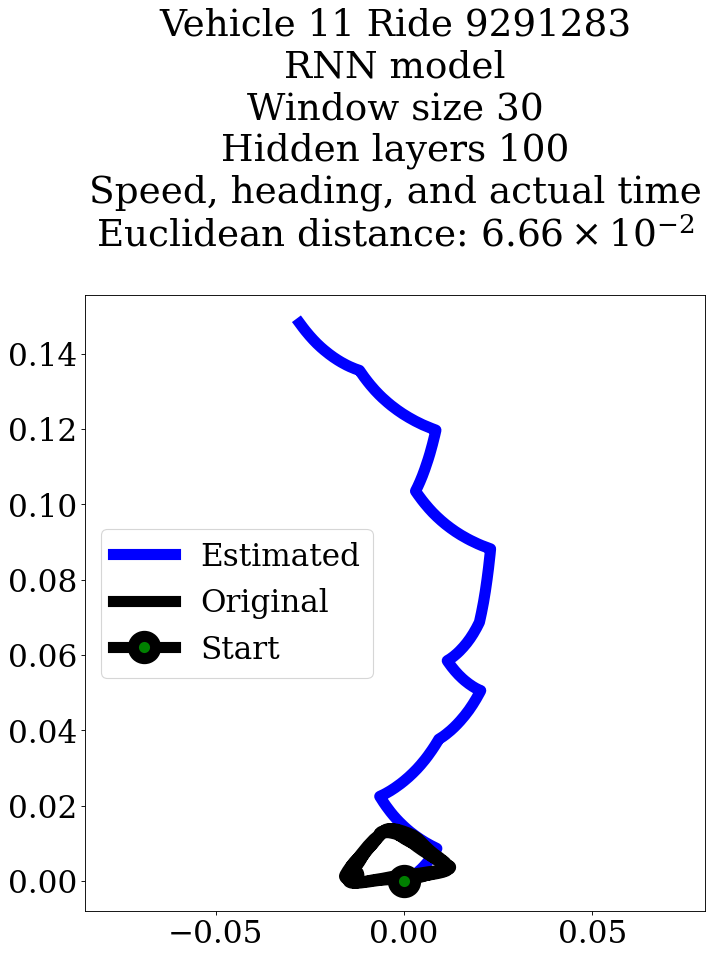 Vehicle 11 Ride 9291283
RNN model
Window size 30
Hidden layers 100
Speed, heading, and actual time
Euclidean distance: 6.66 × 10⁻²
0.14
0.12
0.10
0.08
0.06
0.04
0.02
0.00
Estimated
Original
Start
−0.05
0.00
0.05